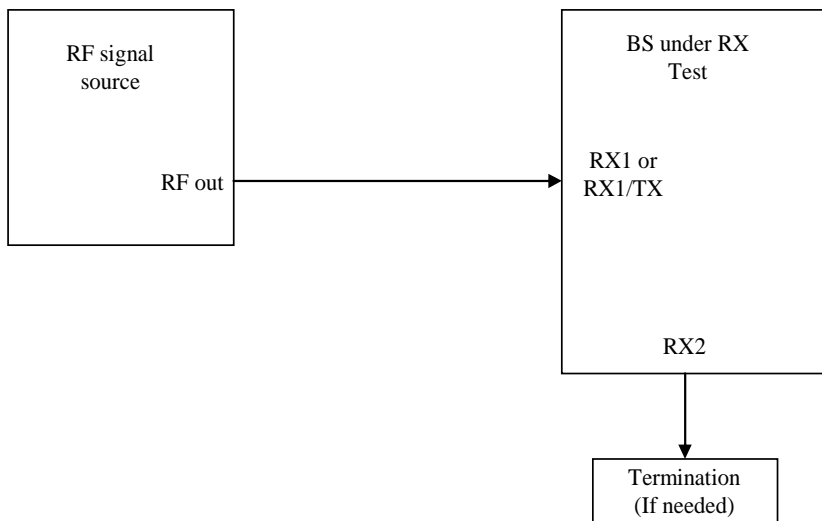 RF signal
source
RF out
BS under RX
Test
RX1 or
RX1/TX
RX2
Termination
(If needed)